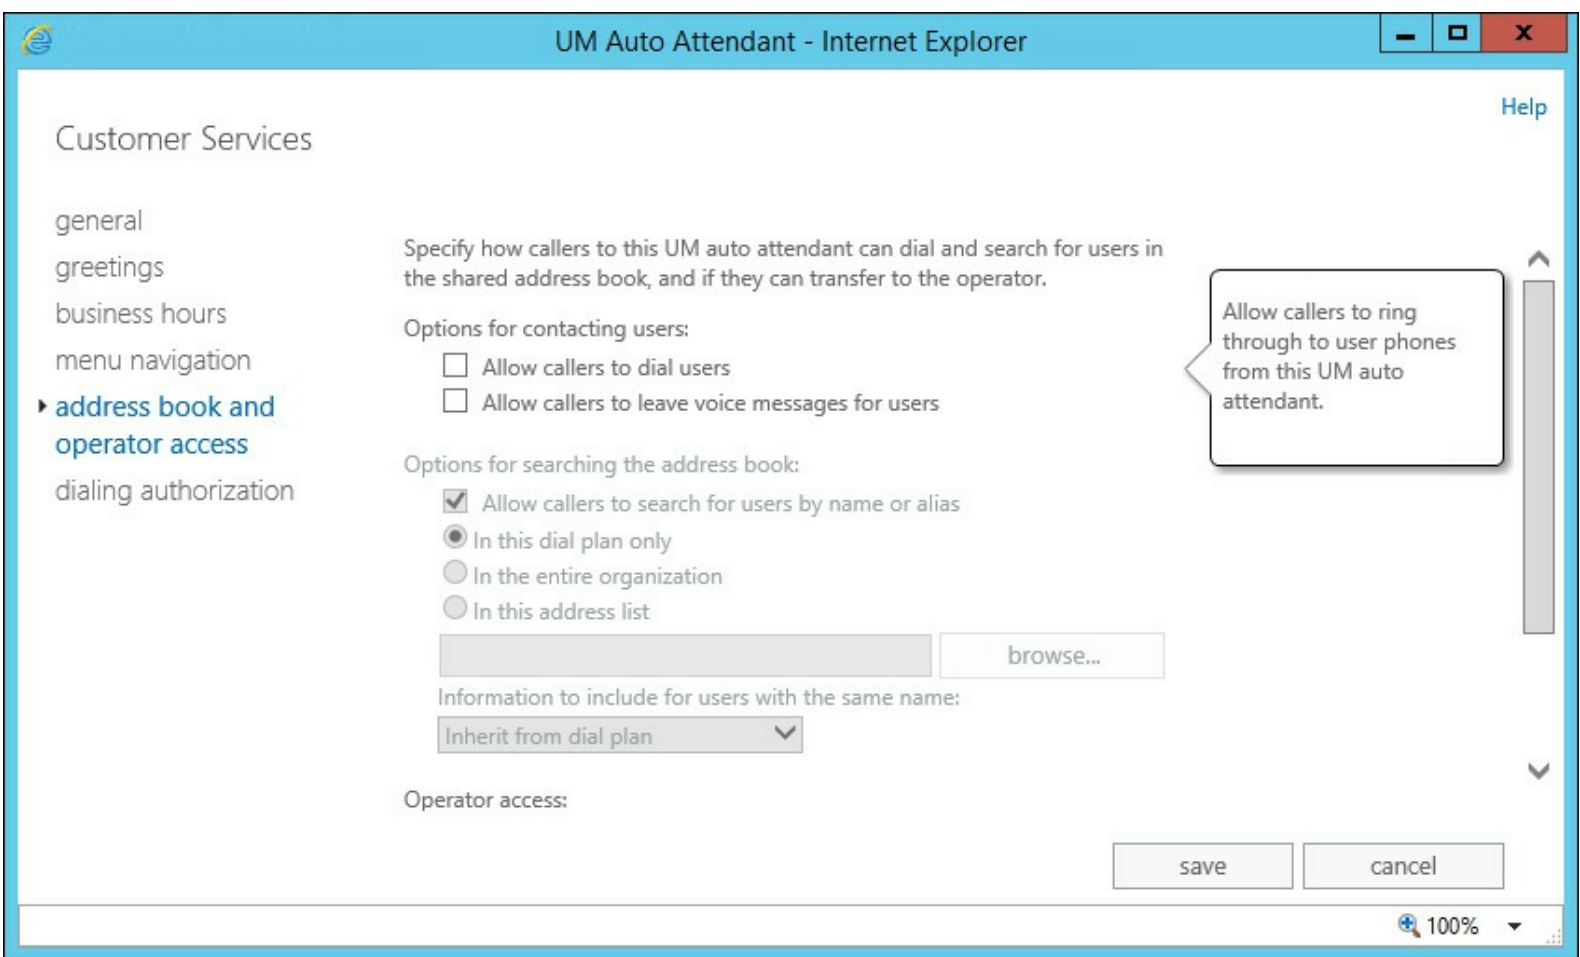 UM Auto Attendant - Internet Explorer
Help
Customer Services
general
greetings
business hours
menu navigation
address book and
operator access
dialing authorization
Specify how callers to this UM auto attendant can dial and search for users in
the shared address book, and if they can transfer to the operator.
Options for contacting users:
Allow callers to dial users
Allow callers to leave voice messages for users
Options for searching the address book:
Allow callers to search for users by name or alias
In this dial plan only
In the entire organization
In this address list
browse...
Information to include for users with the same name:
Inherit from dial plan
Operator access:
Allow callers to ring
through to user phones
from this UM auto
attendant.
save
cancel
100%